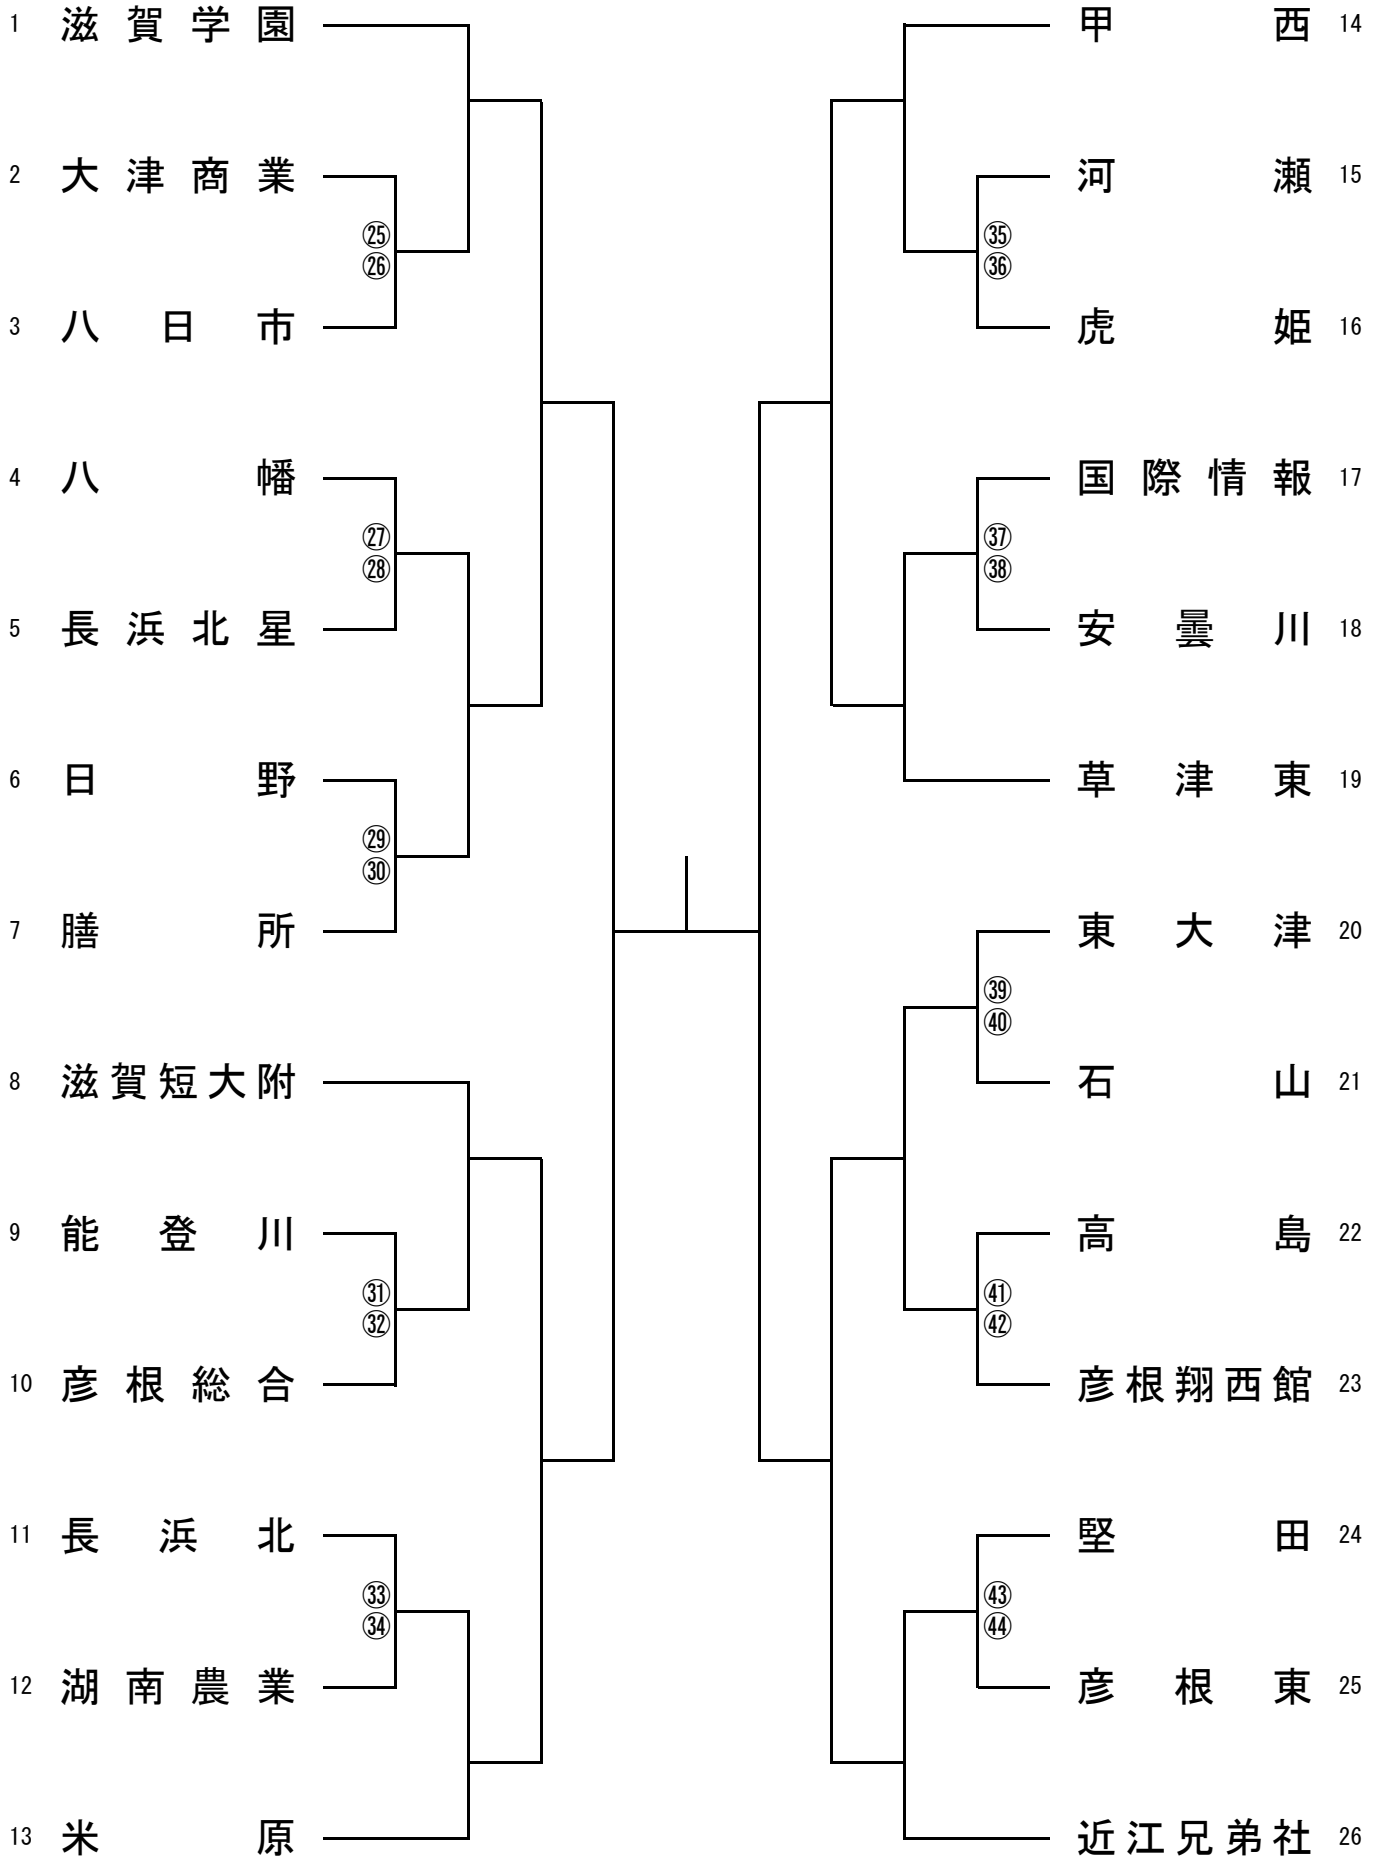 1 滋賀学園
2 大津商業
㉕
㉖
3 八日市
4 八幡
㉗
㉘
5 長浜北星
6 日野
㉙
㉚
7 膳所
8 滋賀短大附
9 能登川
㉛
㉜
10 彦根総合
11 長浜北
㉝
㉞
12 湖南農業
13 米原
甲西 14
河瀬 15
㉟
㊱
虎姫 16
国際情報 17
㊲
㊳
安曇川 18
草津東 19
東大津 20
㊴
㊵
石山 21
高島 22
㊶
㊷
彦根翔西館 23
堅田 24
㊸
㊹
彦根東 25
近江兄弟社 26